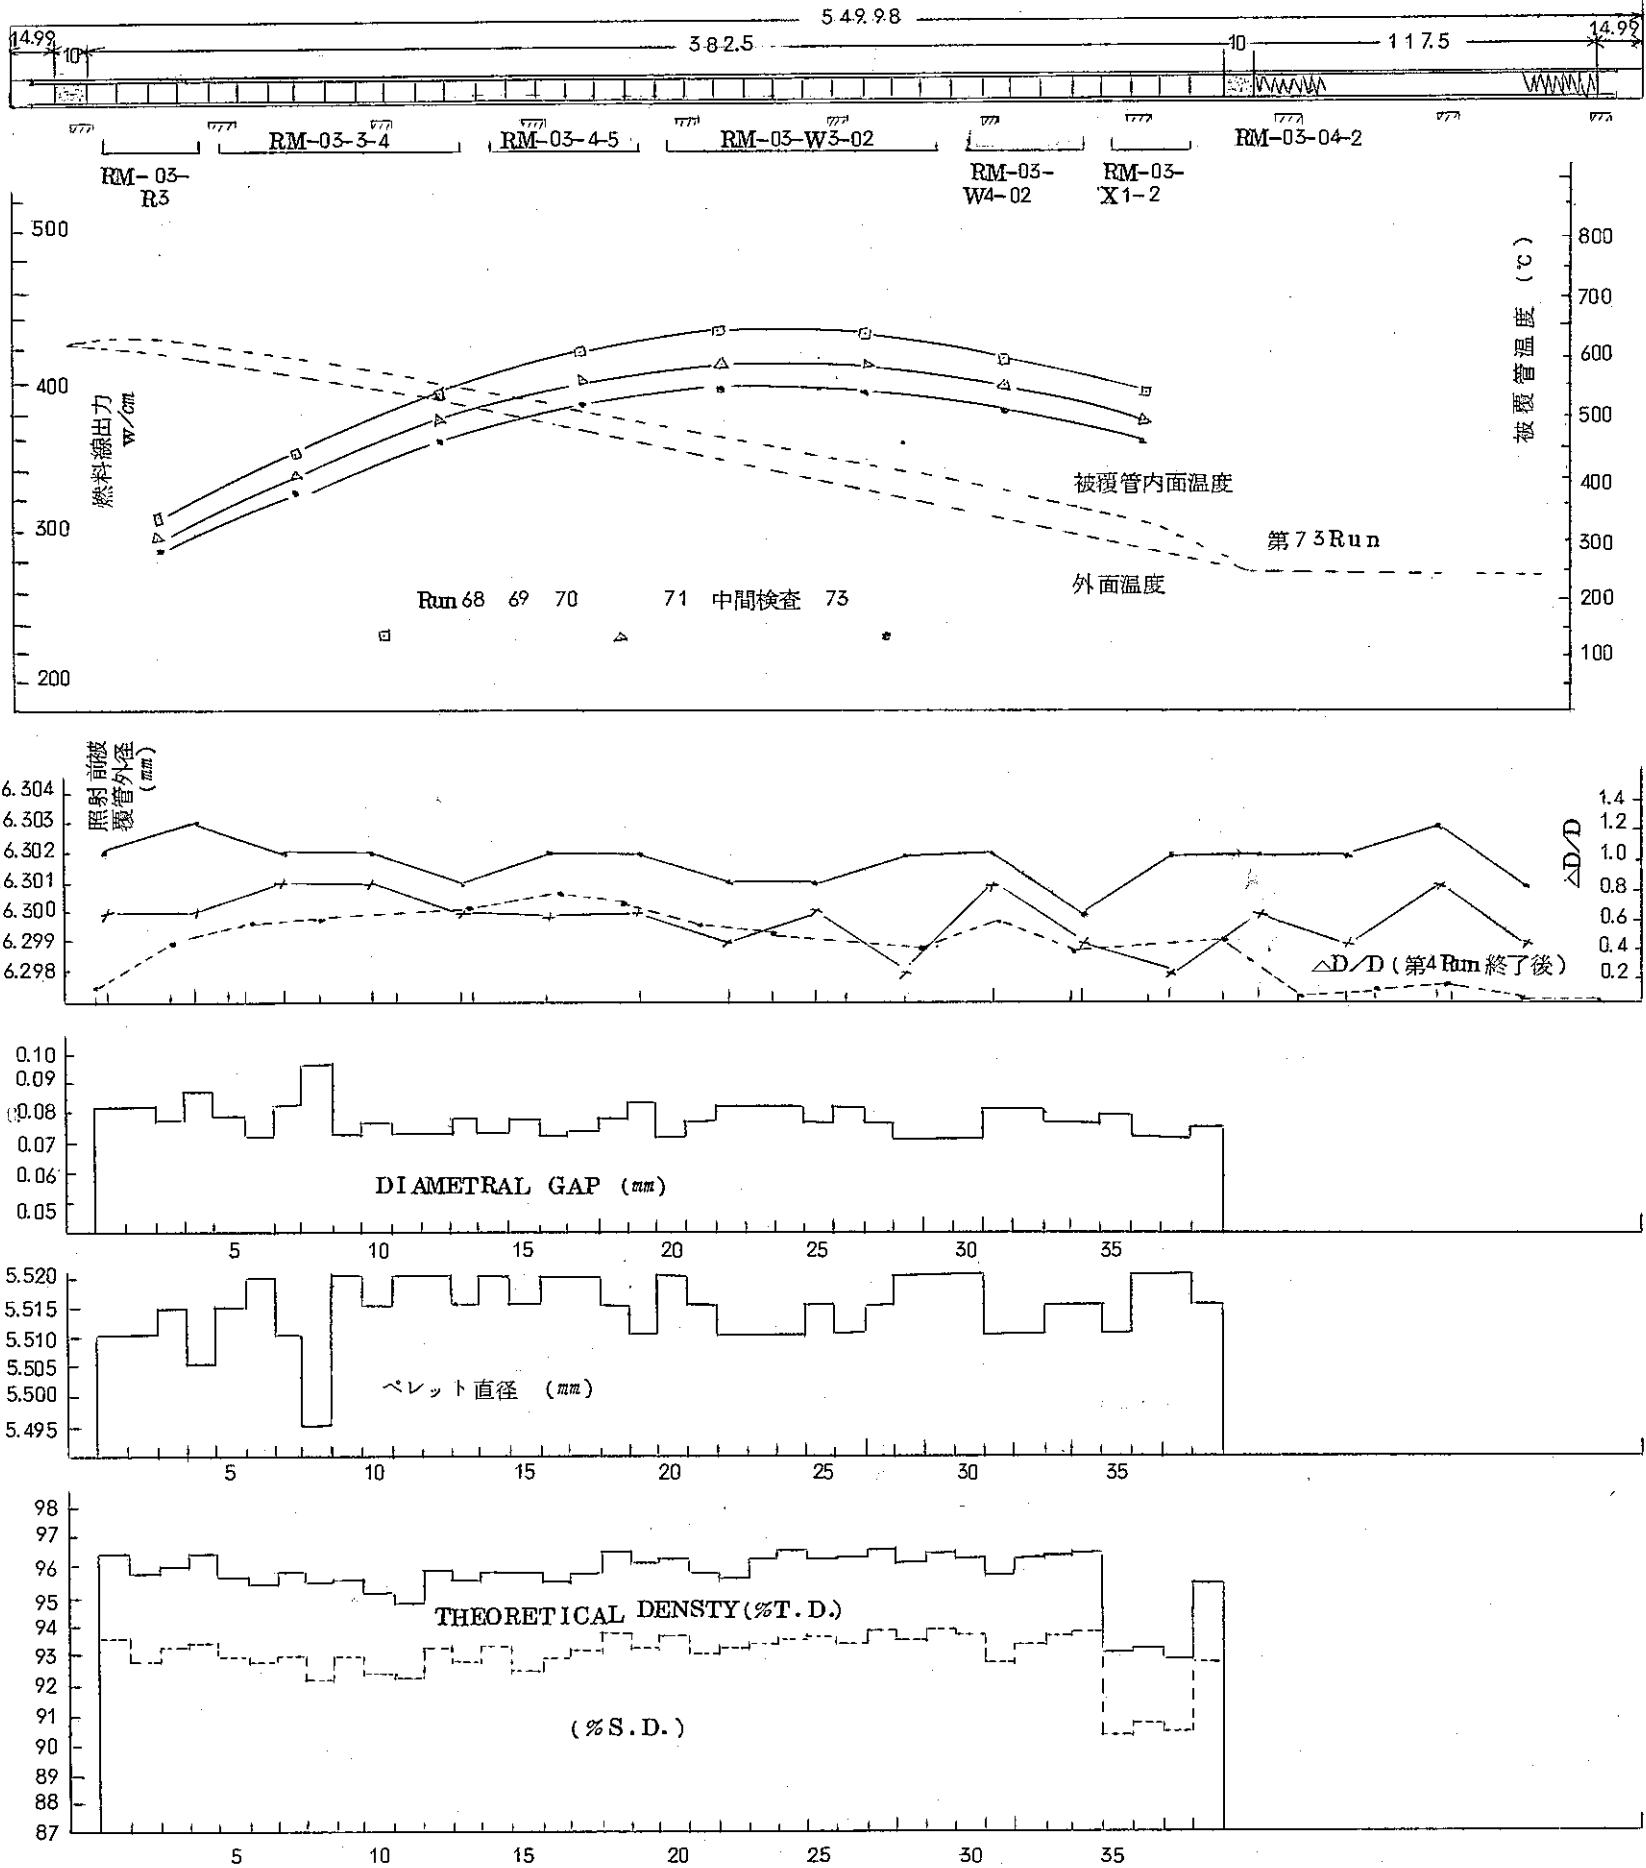 549.98
14.99
10
382.5
10
117.5
14.99
RM-03-3-4
RM-03-4-5
RM-03-W3-02
RM-03-04-2
RM-03-
R3
RM-03-
W4-02
RM-03-
X1-2
500
400
300
200
燃料線出力
w/cm
800
700
600
500
400
300
200
100
被覆管温度 (℃)
被覆管内面温度
第73Run
外面温度
Run 68 69 70 71 中間検査 73
照射前被
覆管外径
(mm)
6.304
6.303
6.302
6.301
6.300
6.299
6.298
1.4
1.2
1.0
0.8
0.6
0.4
0.2
△D/D
△D/D (第4Run終了後)
0.10
0.09
0.08
0.07
0.06
0.05
DIAMETRAL GAP (mm)
5 10 15 20 25 30 35
5.520
5.515
5.510
5.505
5.500
5.495
ペレット直径 (mm)
5 10 15 20 25 30 35
98
97
96
95
94
93
92
91
90
89
88
87
THEORETICAL DENSTY(%T.D.)
(%S.D.)
5 10 15 20 25 30 35